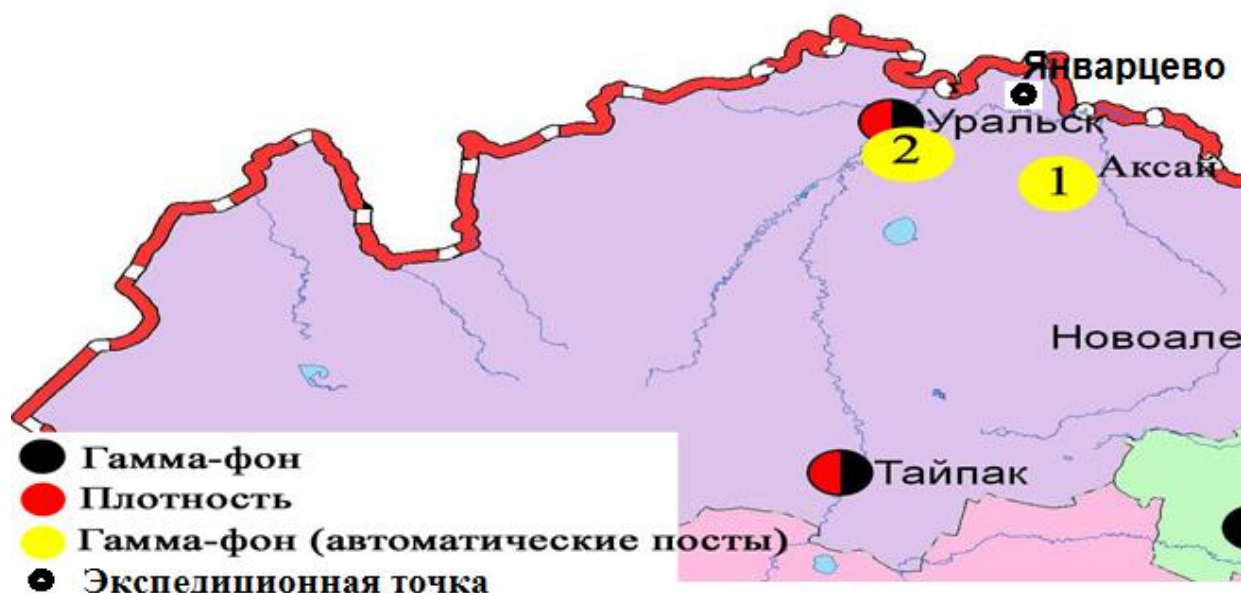 Январцево
Уральск
2
Аксай
1
Новоале
Тайпак
Гамма-фон
Плотность
Гамма-фон (автоматические посты)
Экспедиционная точка